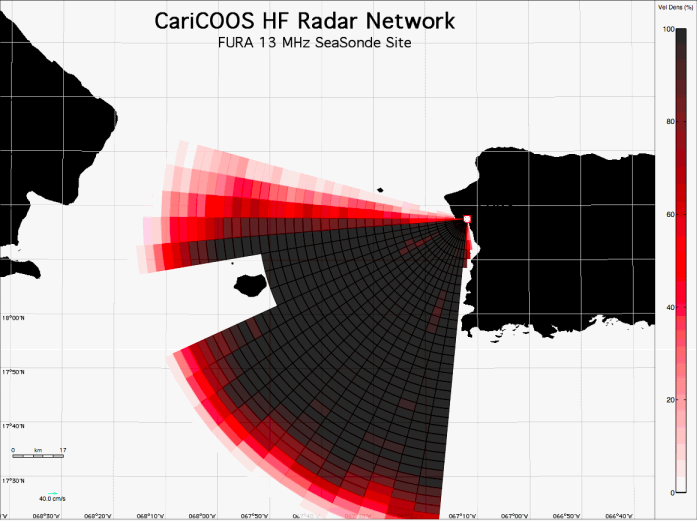 CariCOOS HF Radar Network
FURA 13 MHz SeaSonde Site
Vel Dens (%)
100
80
60
40
20
0
18°00'N
17°50'N
17°40'N
17°30'N
0 km 17
40.0 cm/s
068°30'V 068°20'V 068°10'V 068°00'V 067°50'V 067°10'V 067°00'V 066°50'V 066°40'V